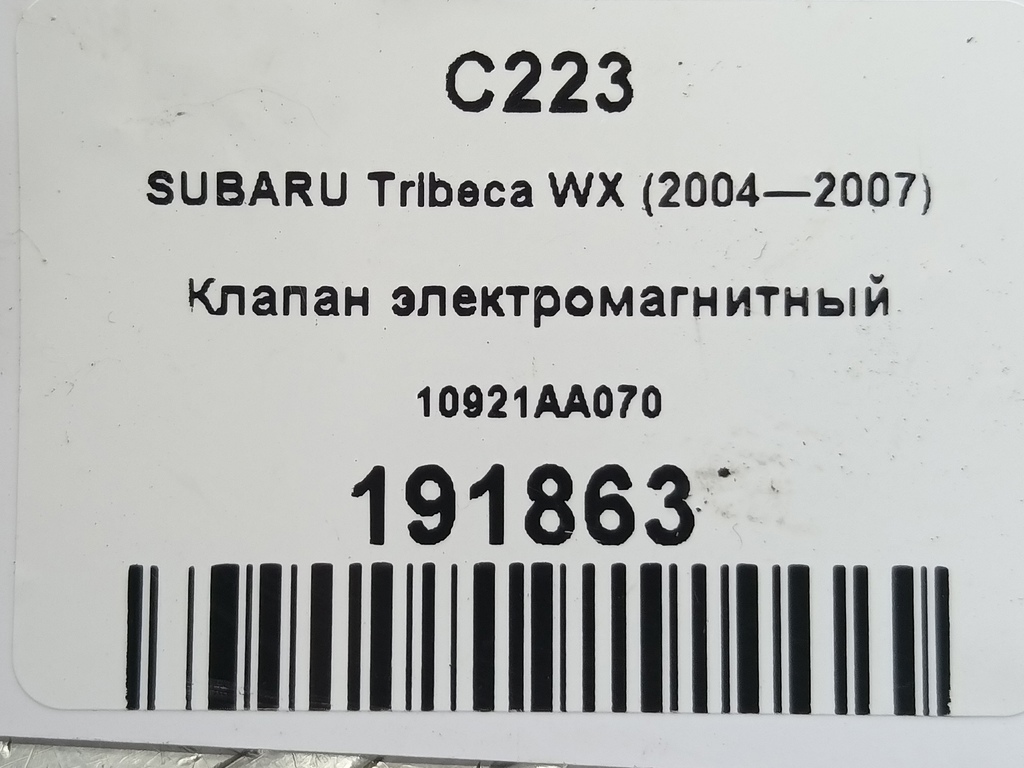 C223
SUBARU Tribeca WX (2004—2007)
Клапан электромагнитный
10921AA070
191863